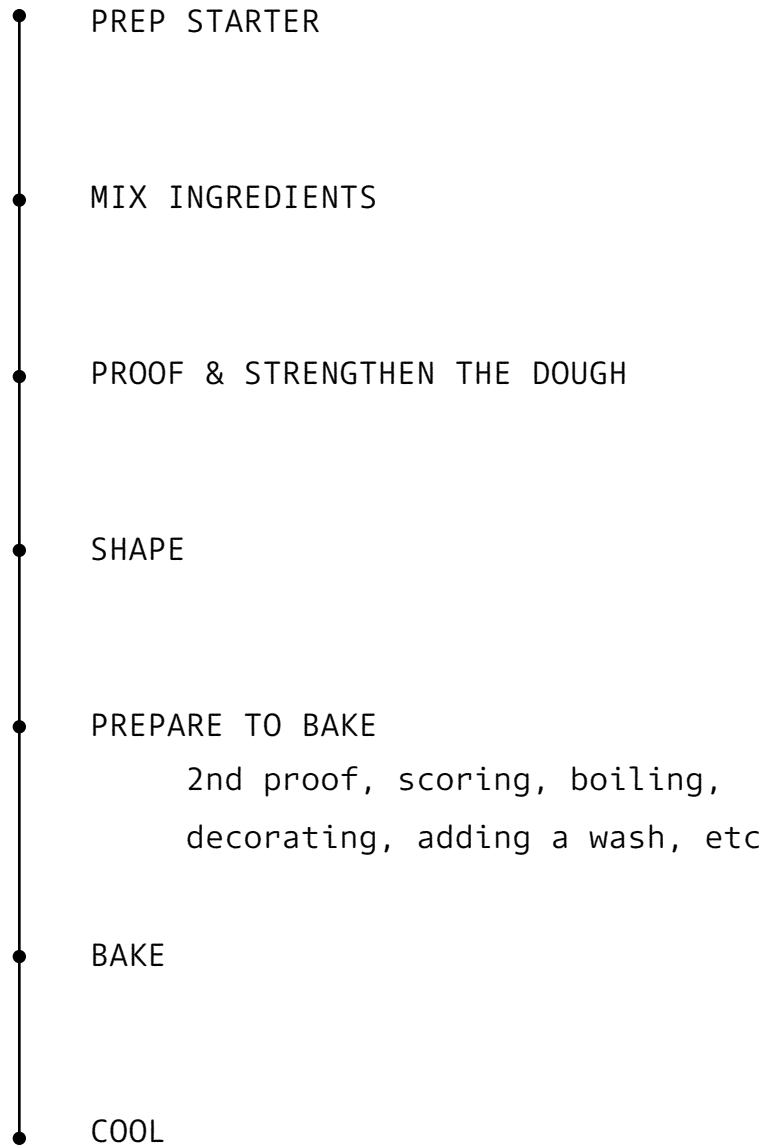 PREP STARTER
MIX INGREDIENTS
PROOF & STRENGTHEN THE DOUGH
SHAPE
PREPARE TO BAKE
2nd proof, scoring, boiling,
decorating, adding a wash, etc
BAKE
COOL